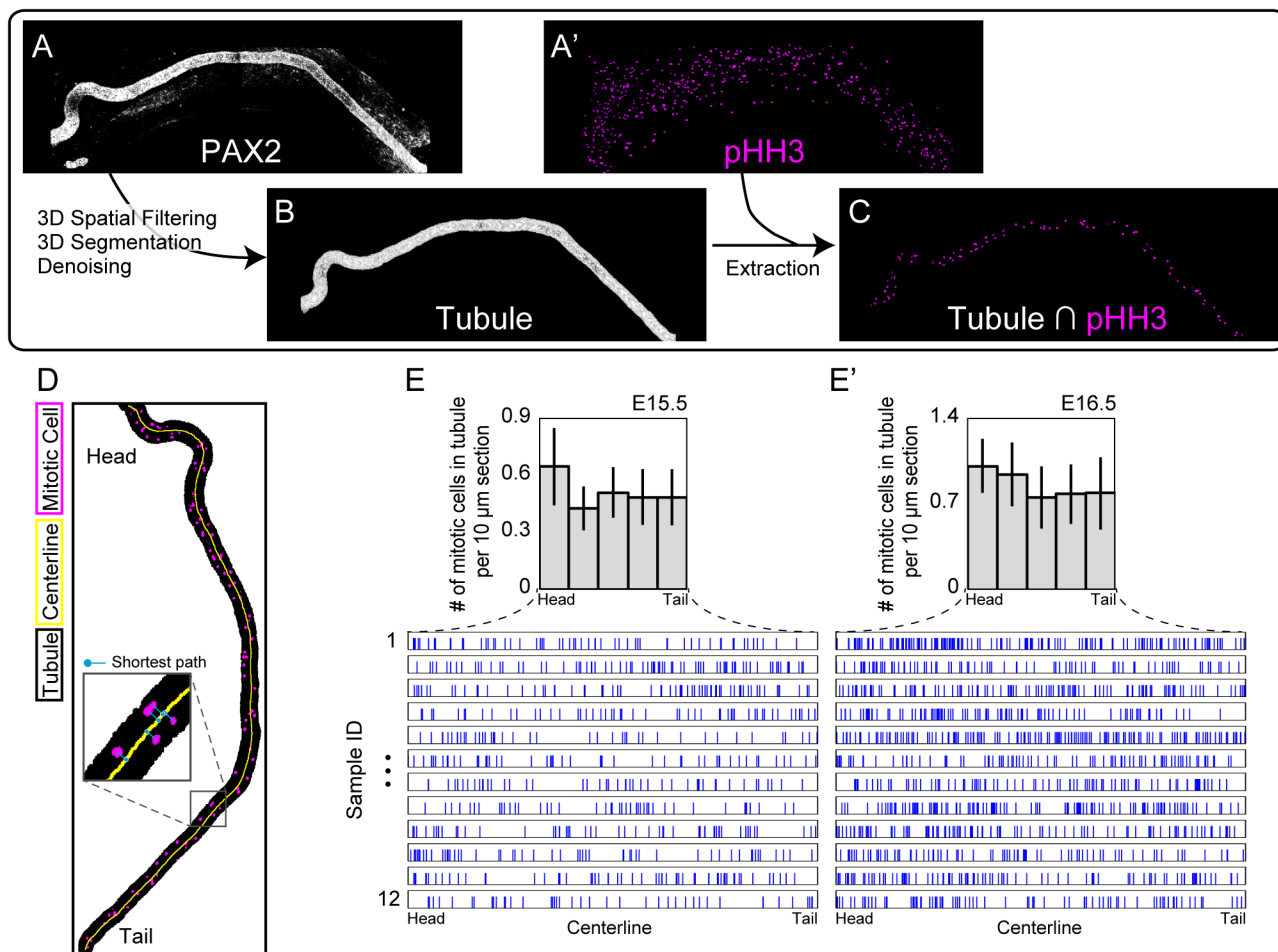 A
PAX2
A’
pHH3
3D Spatial Filtering
3D Segmentation
Denoising
B
Tubule
Extraction
C
Tubule ∩ pHH3
D
Tubule Centerline Mitotic Cell
Head
Shortest path
Tail
E
E15.5
# of mitotic cells in tubule
per 10 μm section
0.9
0.6
0.3
0
Head Tail
E’
E16.5
# of mitotic cells in tubule
per 10 μm section
1.4
0.7
0
Head Tail
Sample ID
1
12
Head Centerline Tail
Head Centerline Tail